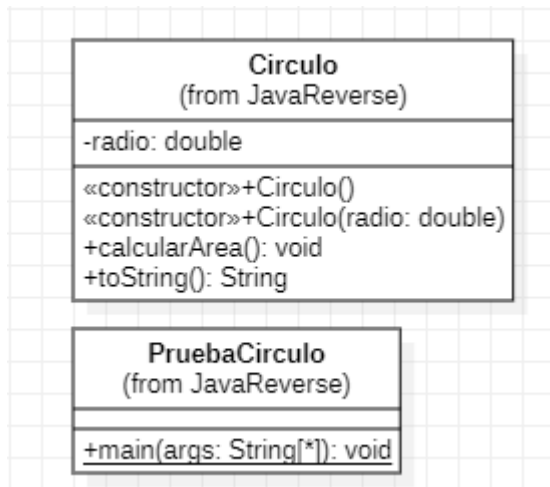 Circulo
(from JavaReverse)
-radio: double
«constructor»+Circulo()
«constructor»+Circulo(radio: double)
+calcularArea(): void
+toString(): String
PruebaCirculo
(from JavaReverse)
+main(args: String[*]): void